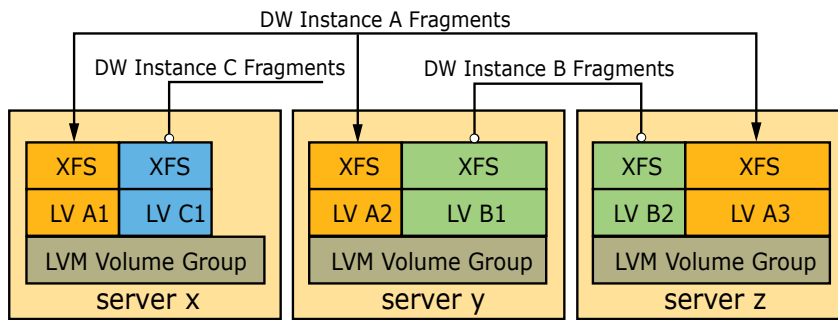 DW Instance A Fragments
DW Instance C Fragments
DW Instance B Fragments
XFS XFS XFS XFS XFS XFS
LV A1 LV C1 LV A2 LV B1 LV B2 LV A3
LVM Volume Group LVM Volume Group LVM Volume Group
server x server y server z